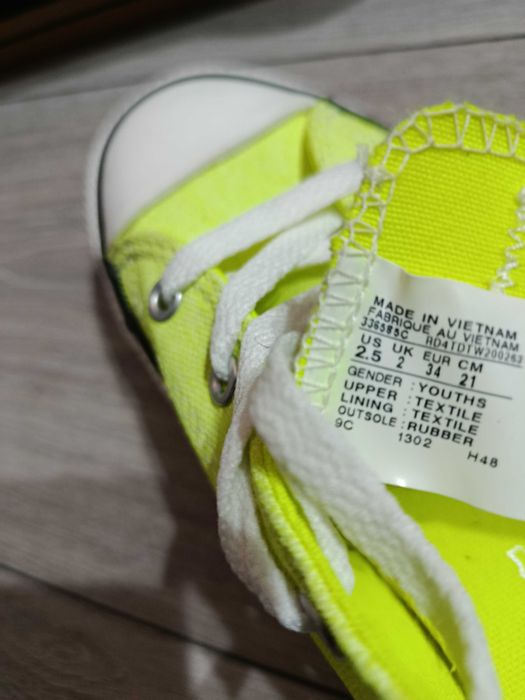 MADE IN VIETNAM
FABRIQUE AU VIETNAM
336585C RD4TDTW200263
US UK EUR CM
2.5 2 34 21
GENDER : YOUTHS
UPPER : TEXTILE
LINING : TEXTILE
OUTSOLE : RUBBER
9C 1302 H48